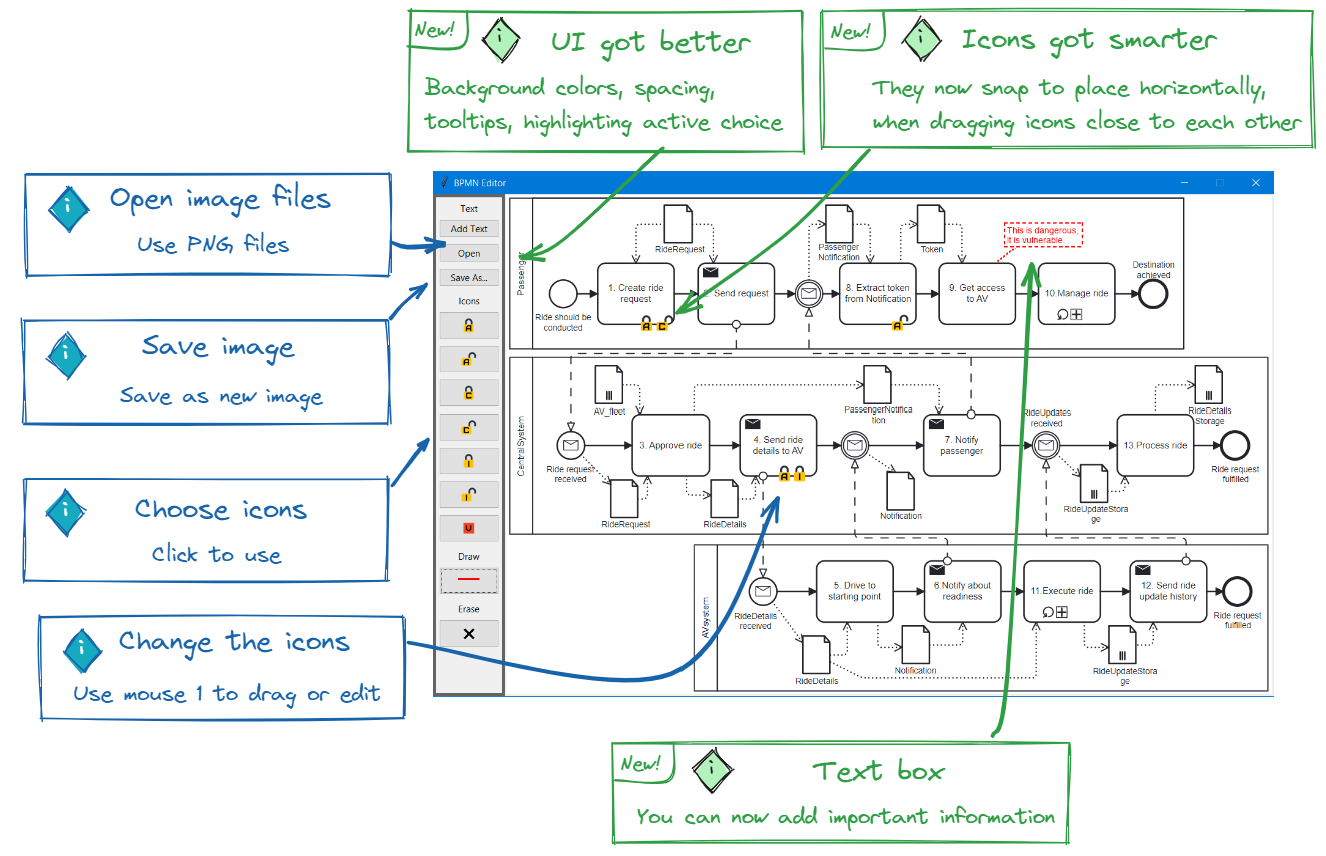 New!
UI got better
Background colors, spacing,
tooltips, highlighting active choice
New!
Icons got smarter
They now snap to place horizontally,
when dragging icons close to each other
Open image files
Use PNG files
Save image
Save as new image
Choose icons
Click to use
Change the icons
Use mouse 1 to drag or edit
BPMN Editor
Text
Add Text
Open
Save As...
Icons
A
A
C
C
I
I
U
Draw
Erase
Passenger
RideRequest
Passenger
Notification
Token
This is dangerous,
it is vulnerable.
Destination
achieved
Ride should be
conducted
1. Create ride
request
A C
Send request
8. Extract token
from Notification
A
9. Get access
to AV
10.Manage ride
CentralSystem
AV_fleet
PassengerNotifica
tion
RideUpdates
received
RideDetails
Storage
Ride request
received
3. Approve ride
4. Send ride
details to AV
A I
7. Notify
passenger
13.Process ride
Ride request
fulfilled
RideRequest
RideDetails
Notification
RideUpdateStora
ge
AVsystem
RideDetails
received
5. Drive to
starting point
6.Notify about
readiness
11.Execute ride
12. Send ride
update history
Ride request
fulfilled
RideDetails
Notification
RideUpdateStora
ge
New!
Text box
You can now add important information